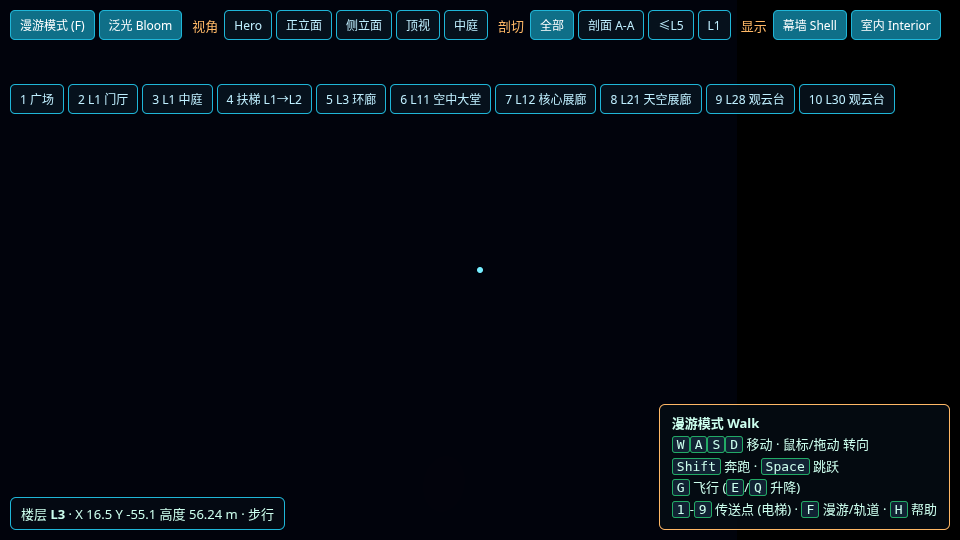 漫游模式 (F) 泛光 Bloom 视角 Hero 正立面 侧立面 顶视 中庭 剖切 全部 剖面 A-A ≤L5 L1 显示 幕墙 Shell 室内 Interior
1 广场 2 L1 门厅 3 L1 中庭 4 扶梯 L1→L2 5 L3 环廊 6 L11 空中大堂 7 L12 核心展廊 8 L21 天空展廊 9 L28 观云台 10 L30 观云台
漫游模式 Walk
W A S D 移动 · 鼠标/拖动 转向
Shift 奔跑 · Space 跳跃
G 飞行 (E/Q 升降)
1-9 传送点 (电梯) · F 漫游/轨道 · H 帮助
楼层 L3 · X 16.5 Y -55.1 高度 56.24 m · 步行